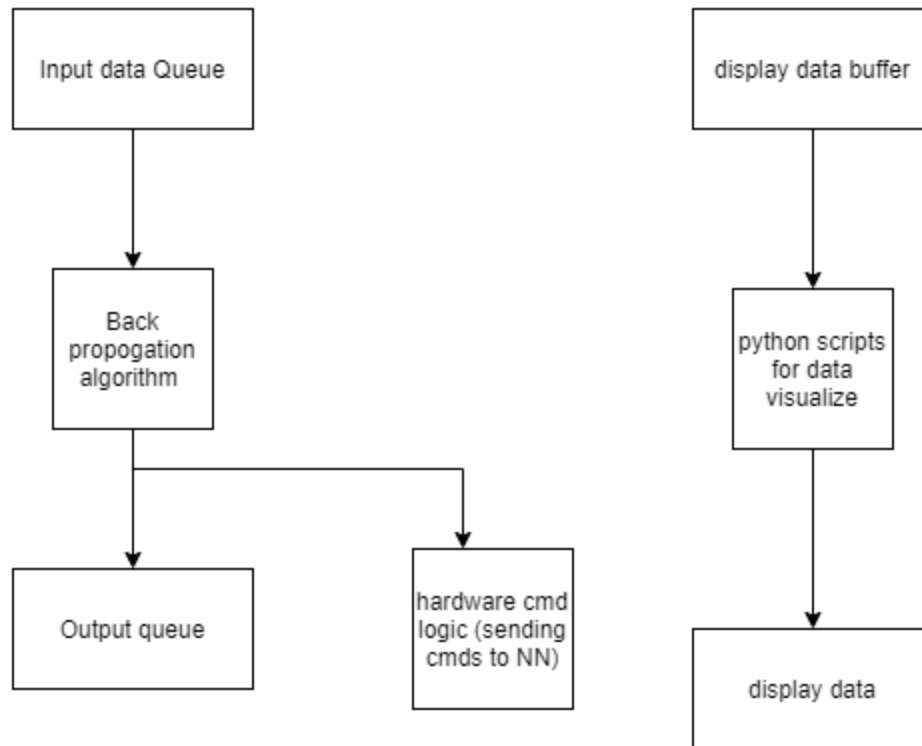 Input data Queue
display data buffer
Back
propogation
algorithm
python scripts
for data
visualize
Output queue
hardware cmd
logic (sending
cmds to NN)
display data